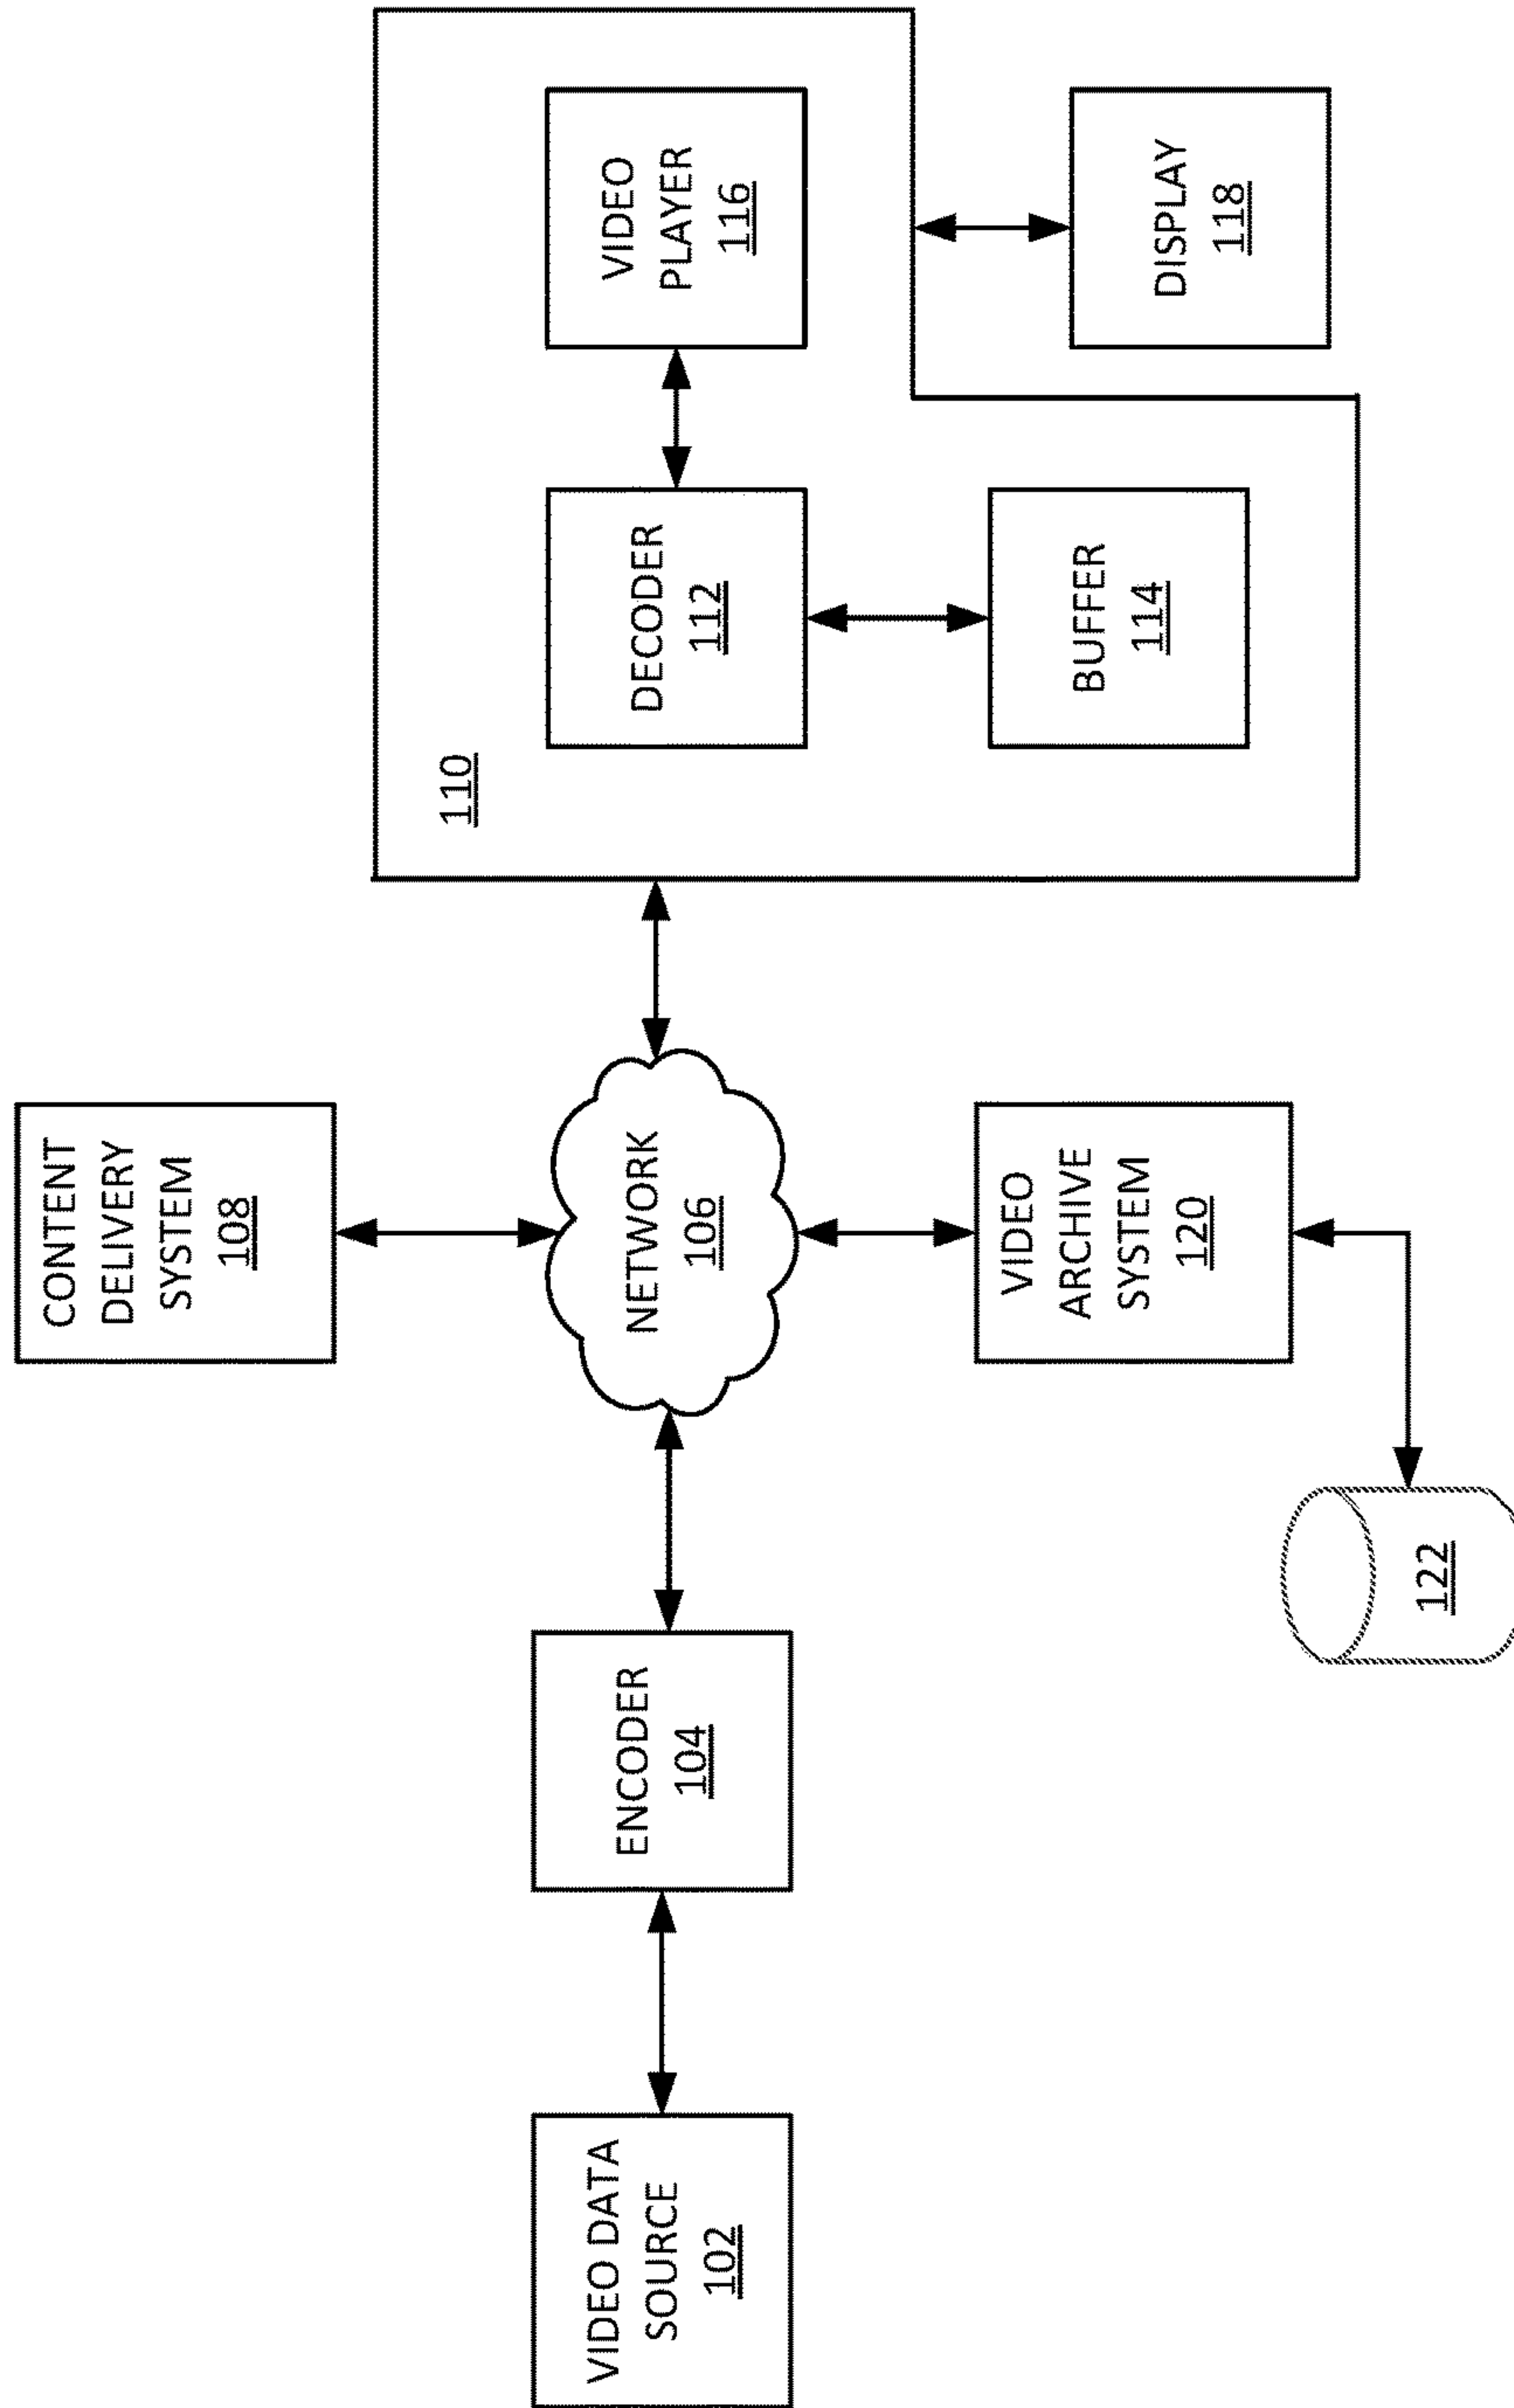 VIDEO DATA
SOURCE
102
ENCODER
104
CONTENT
DELIVERY
SYSTEM
108
NETWORK
106
VIDEO
ARCHIVE
SYSTEM
120
122
110
DECODER
112
BUFFER
114
VIDEO
PLAYER
116
DISPLAY
118